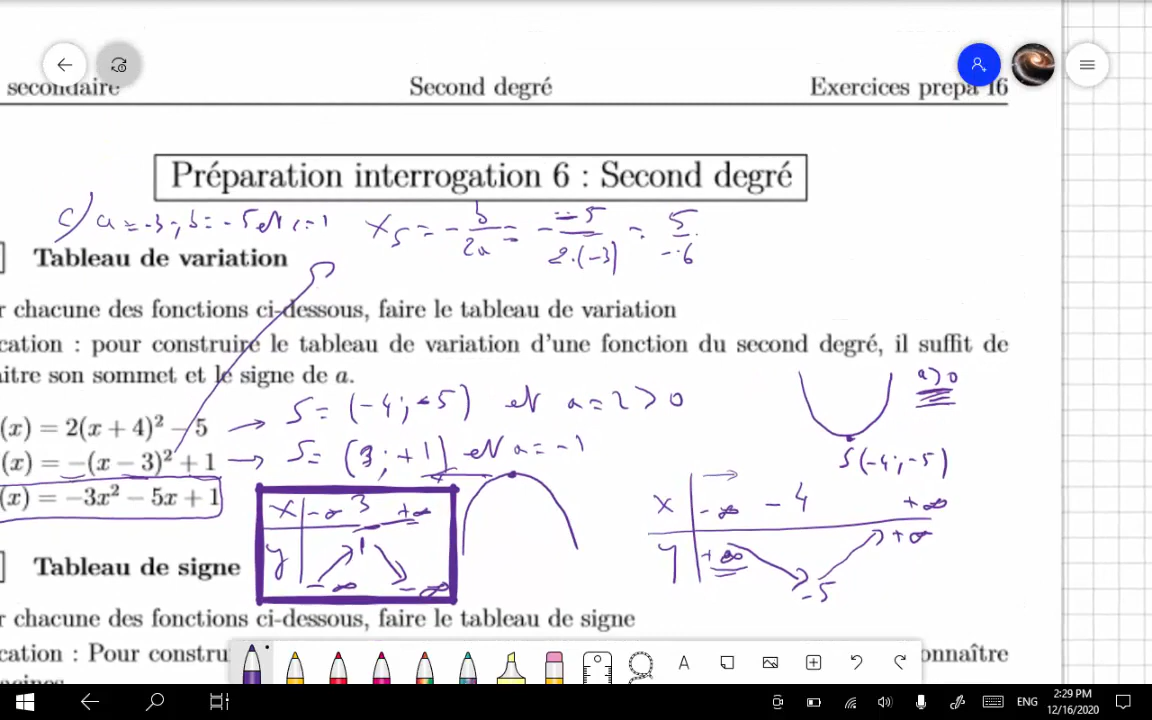 secondaire Second degré Exercices prepa 16
Préparation interrogation 6 : Second degré
c/ a = -3 ; b = -5 et c = 1 xS = - b/2a = - -5/2·(-3) = 5/-6
Tableau de variation
r chacune des fonctions ci-dessous, faire le tableau de variation
cation : pour construire le tableau de variation d'une fonction du second degré, il suffit de
aitre son sommet et le signe de a.
a>0
(x) = 2(x + 4)² − 5 → S = (-4 ; -5) et a = 2 > 0
(x) = −(x − 3)² + 1 → S = (3 ; +1) et a = -1
S(-4 ; -5)
(x) = −3x² − 5x + 1
x -∞ 3 +∞
y 1
-∞ -∞
x -∞ -4 +∞
y +∞ +∞
-5
Tableau de signe
r chacune des fonctions ci-dessous, faire le tableau de signe
cation : Pour constru onnaître
A
ENG
2:29 PM
12/16/2020